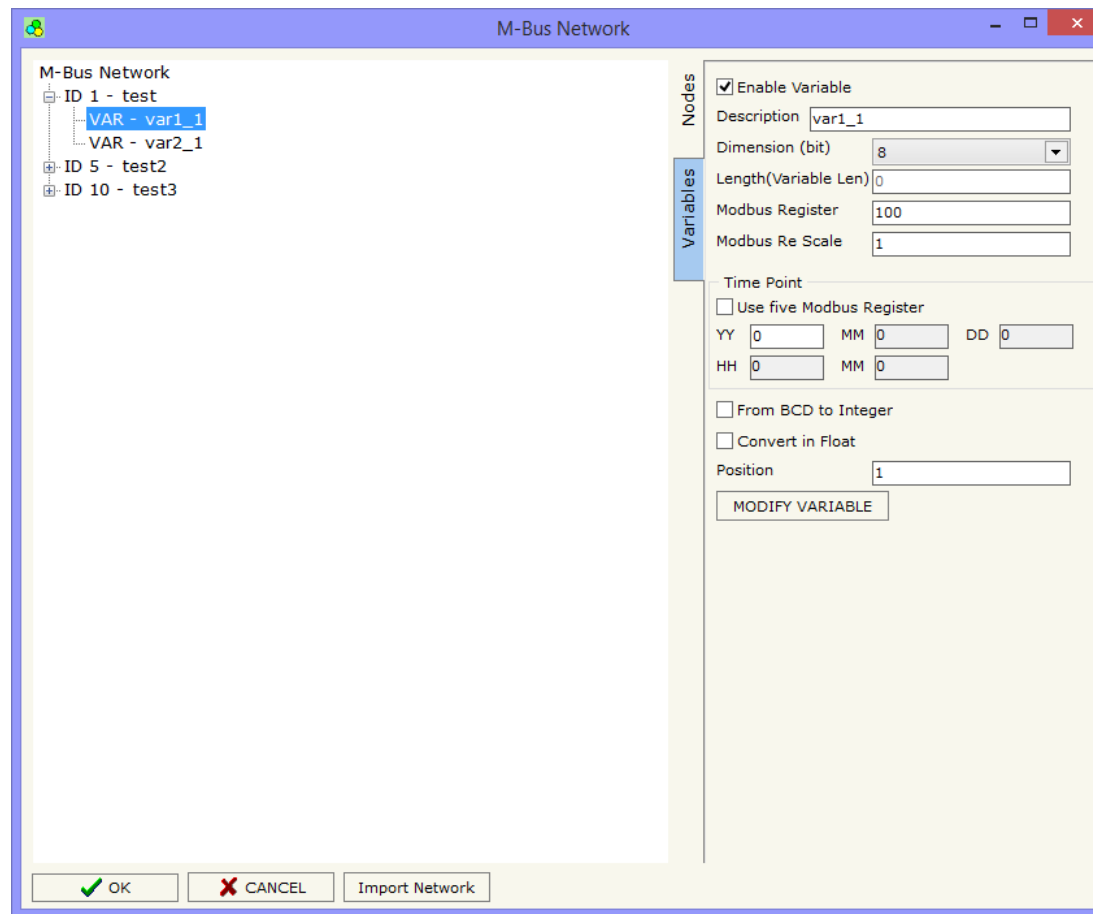 M-Bus Network
M-Bus Network
ID 1 - test
VAR - var1_1
VAR - var2_1
ID 5 - test2
ID 10 - test3
Nodes
Variables
Enable Variable
Description var1_1
Dimension (bit) 8
Length(Variable Len) 0
Modbus Register 100
Modbus Re Scale 1
Time Point
Use five Modbus Register
YY 0 MM 0 DD 0
HH 0 MM 0
From BCD to Integer
Convert in Float
Position 1
MODIFY VARIABLE
OK CANCEL Import Network